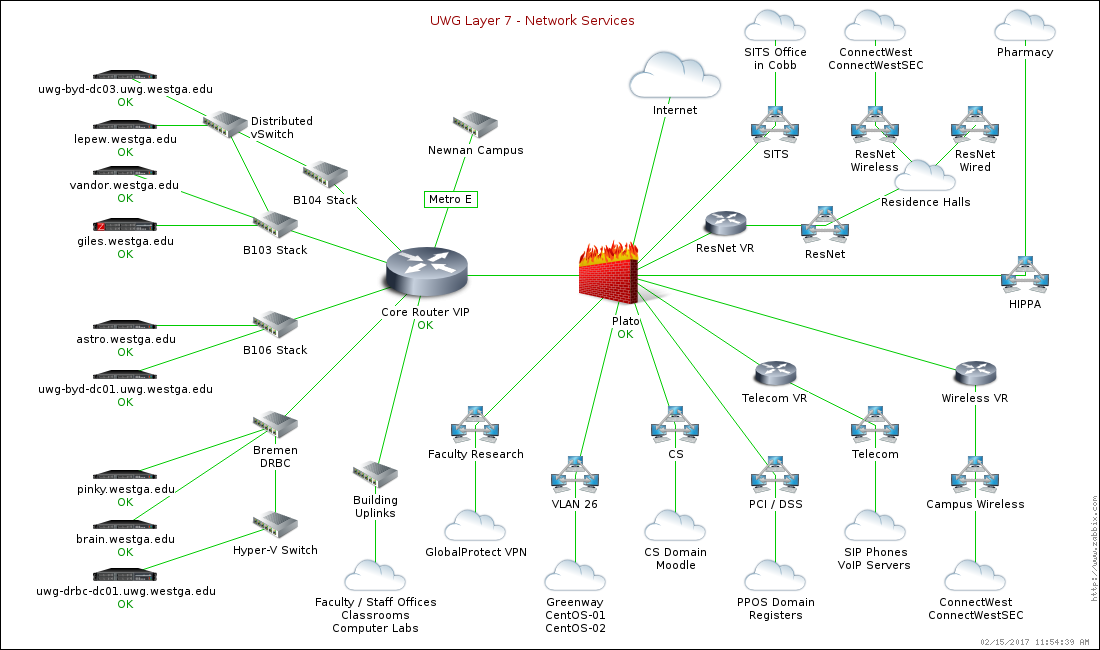 UWG Layer 7 - Network Services
uwg-byd-dc03.uwg.westga.edu
OK
lepew.westga.edu
OK
vandor.westga.edu
OK
Z
giles.westga.edu
OK
astro.westga.edu
OK
uwg-byd-dc01.uwg.westga.edu
OK
pinky.westga.edu
OK
brain.westga.edu
OK
uwg-drbc-dc01.uwg.westga.edu
OK
Distributed
vSwitch
B104 Stack
B103 Stack
B106 Stack
Bremen
DRBC
Hyper-V Switch
Newnan Campus
Metro E
Core Router VIP
OK
Building
Uplinks
Faculty / Staff Offices
Classrooms
Computer Labs
Internet
Plato
OK
SITS Office
in Cobb
SITS
ConnectWest
ConnectWestSEC
ResNet
Wireless
ResNet
Wired
Residence Halls
ResNet VR
ResNet
Pharmacy
HIPPA
Faculty Research
GlobalProtect VPN
VLAN 26
Greenway
CentOS-01
CentOS-02
CS
CS Domain
Moodle
PCI / DSS
PPOS Domain
Registers
Telecom VR
Telecom
SIP Phones
VoIP Servers
Wireless VR
Campus Wireless
ConnectWest
ConnectWestSEC
http://www.zabbix.com
02/15/2017 11:54:39 AM